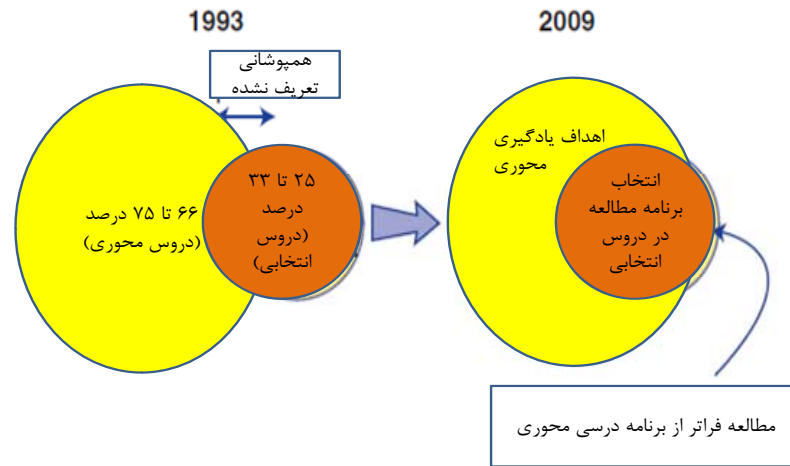 1993
2009
همپوشانی
تعریف نشده
۶۶ تا ۷۵ درصد
(دروس محوری)
۲۵ تا ۳۳
درصد
(دروس
انتخابی)
اهداف یادگیری
محوری
انتخاب
برنامه مطالعه
در دروس
انتخابی
مطالعه فراتر از برنامه درسی محوری